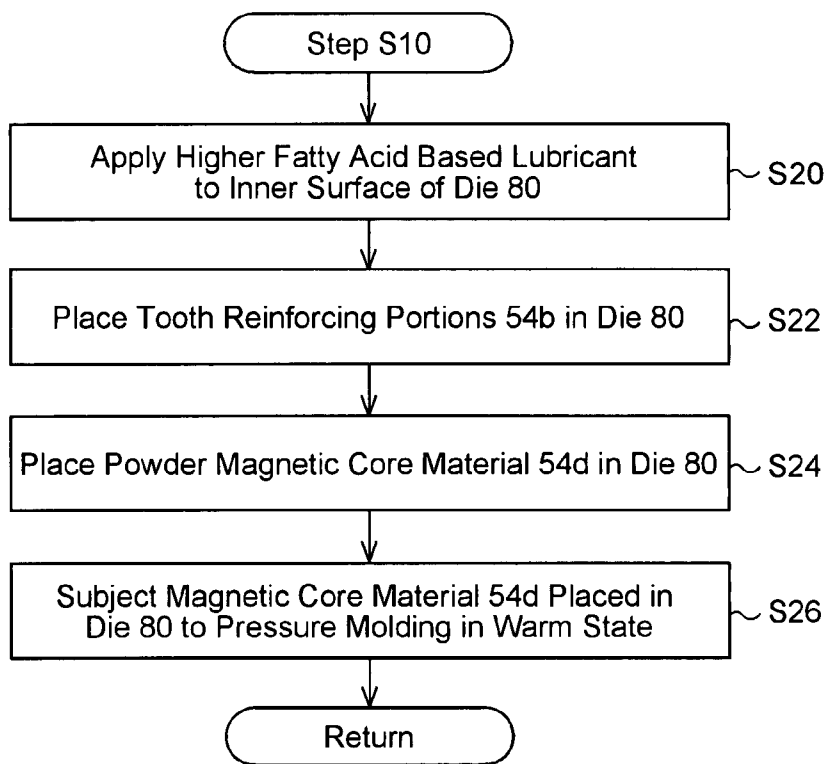 Step S10
Apply Higher Fatty Acid Based Lubricant
to Inner Surface of Die 80
S20
Place Tooth Reinforcing Portions 54b in Die 80
S22
Place Powder Magnetic Core Material 54d in Die 80
S24
Subject Magnetic Core Material 54d Placed in
Die 80 to Pressure Molding in Warm State
S26
Return